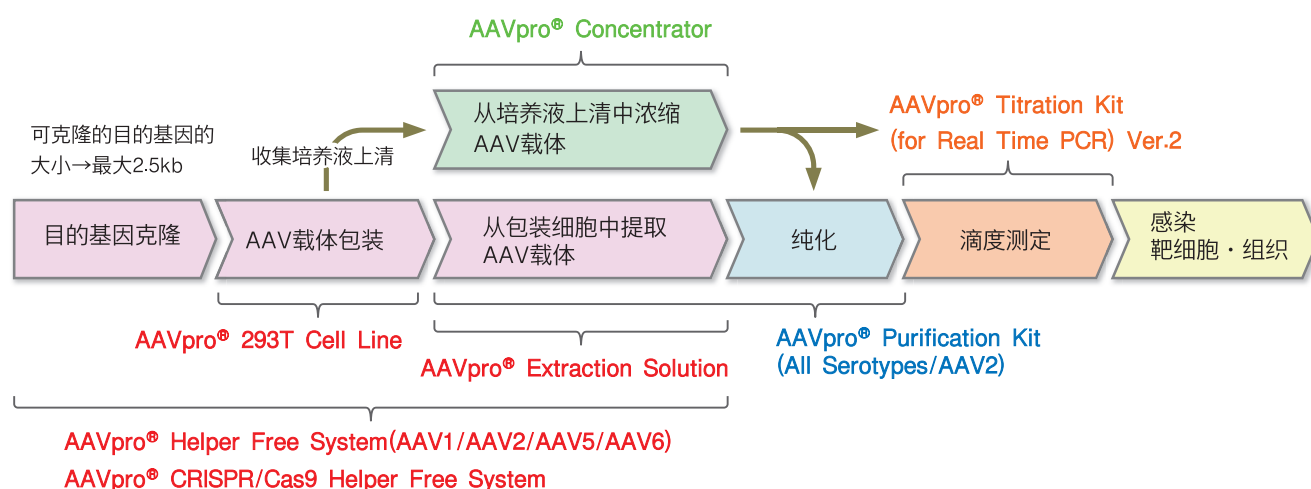 AAVpro® Concentrator
从培养液上清中浓缩
AAV载体
AAVpro® Titration Kit
(for Real Time PCR) Ver.2
可克隆的目的基因的
大小→最大2.5kb
收集培养液上清
目的基因克隆
AAV载体包装
从包装细胞中提取
AAV载体
纯化
滴度测定
感染
靶细胞・组织
AAVpro® 293T Cell Line
AAVpro® Extraction Solution
AAVpro® Purification Kit
(All Serotypes/AAV2)
AAVpro® Helper Free System(AAV1/AAV2/AAV5/AAV6)
AAVpro® CRISPR/Cas9 Helper Free System